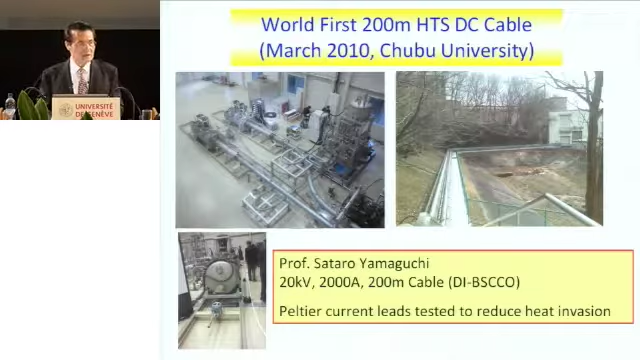 World First 200m HTS DC Cable
(March 2010, Chubu University)
UNIVERSITÉ
DE GENÈVE
Prof. Sataro Yamaguchi
20kV, 2000A, 200m Cable (DI-BSCCO)
Peltier current leads tested to reduce heat invasion